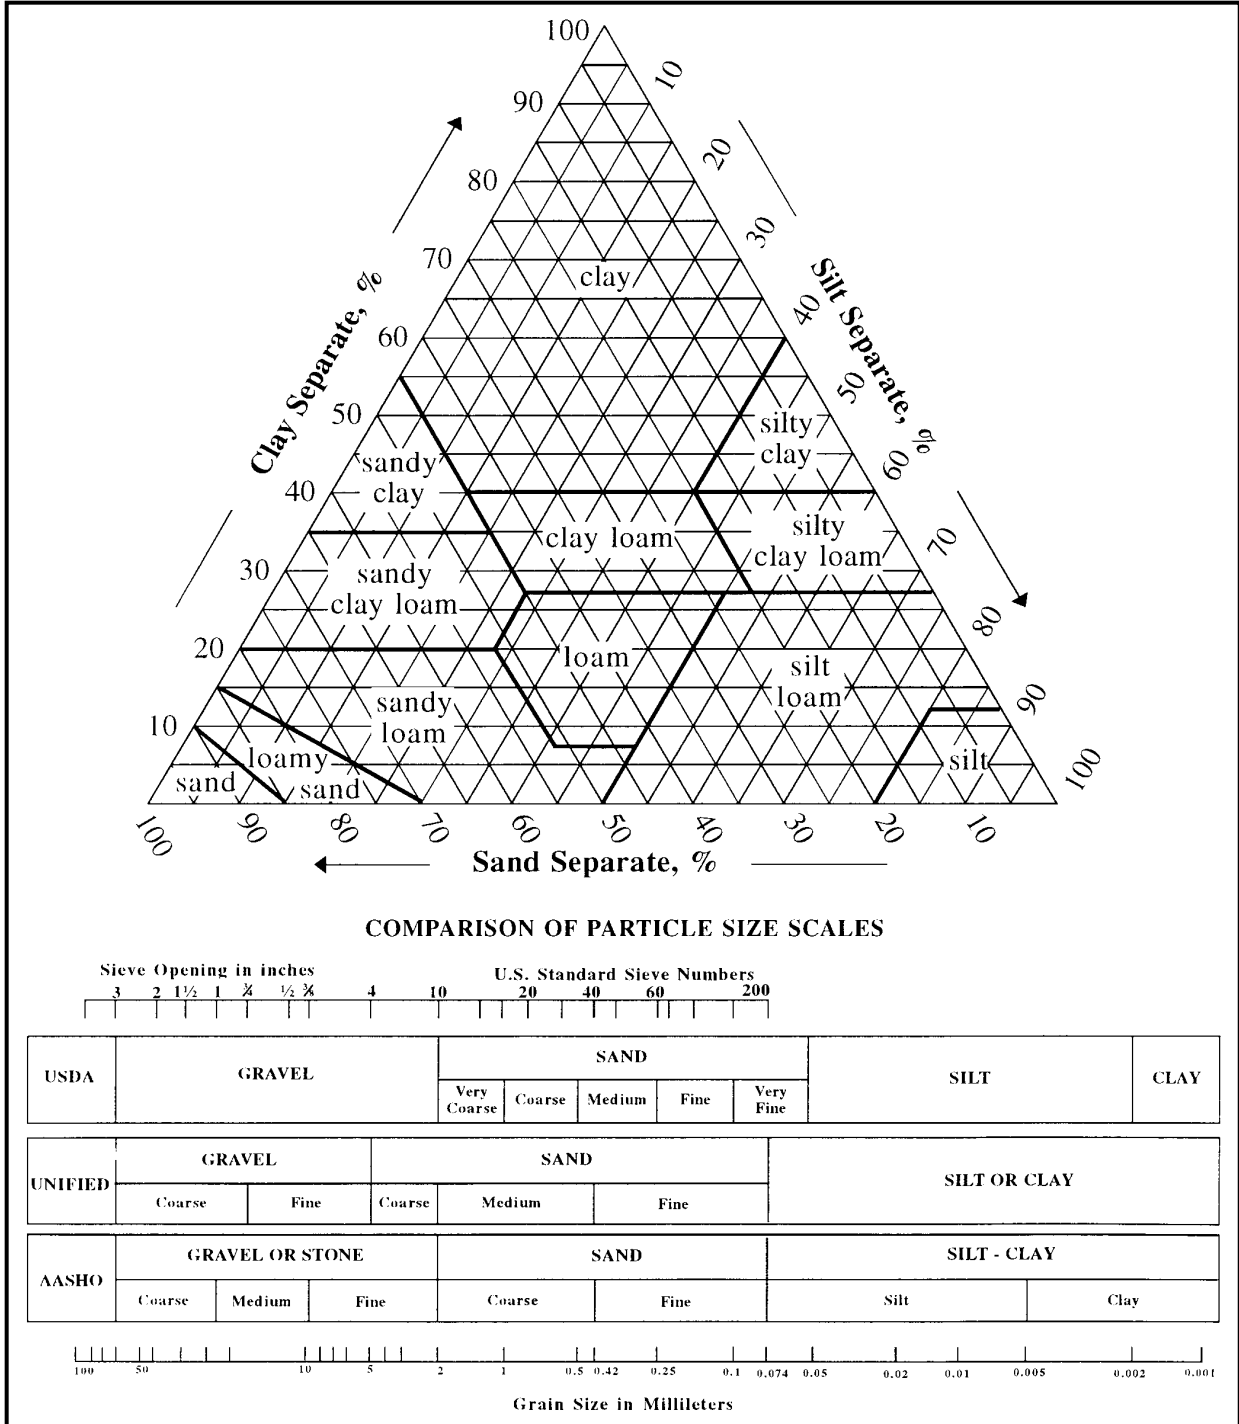 100
90
80
70
60
50
40
30
20
10
10
20
30
40
50
60
70
80
90
100
Clay Separate, %
Silt Separate, %
clay
silty
clay
sandy
clay
clay loam
silty
clay loam
sandy
clay loam
loam
silt
loam
sandy
loam
loamy
sand
sand
silt
100
90
80
70
60
50
40
30
20
10
Sand Separate, %
COMPARISON OF PARTICLE SIZE SCALES
Sieve Opening in inches
U.S. Standard Sieve Numbers
3 2 1½ 1 ¾ ½ ⅜ 4 10 20 40 60 200
USDA
GRAVEL
SAND
SILT
CLAY
Very
Coarse
Coarse
Medium
Fine
Very
Fine
UNIFIED
GRAVEL
SAND
SILT OR CLAY
Coarse
Fine
Coarse
Medium
Fine
AASHO
GRAVEL OR STONE
SAND
SILT - CLAY
Coarse
Medium
Fine
Coarse
Fine
Silt
Clay
100 50 10 5 2 1 0.5 0.42 0.25 0.1 0.074 0.05 0.02 0.01 0.005 0.002 0.001
Grain Size in Millileters